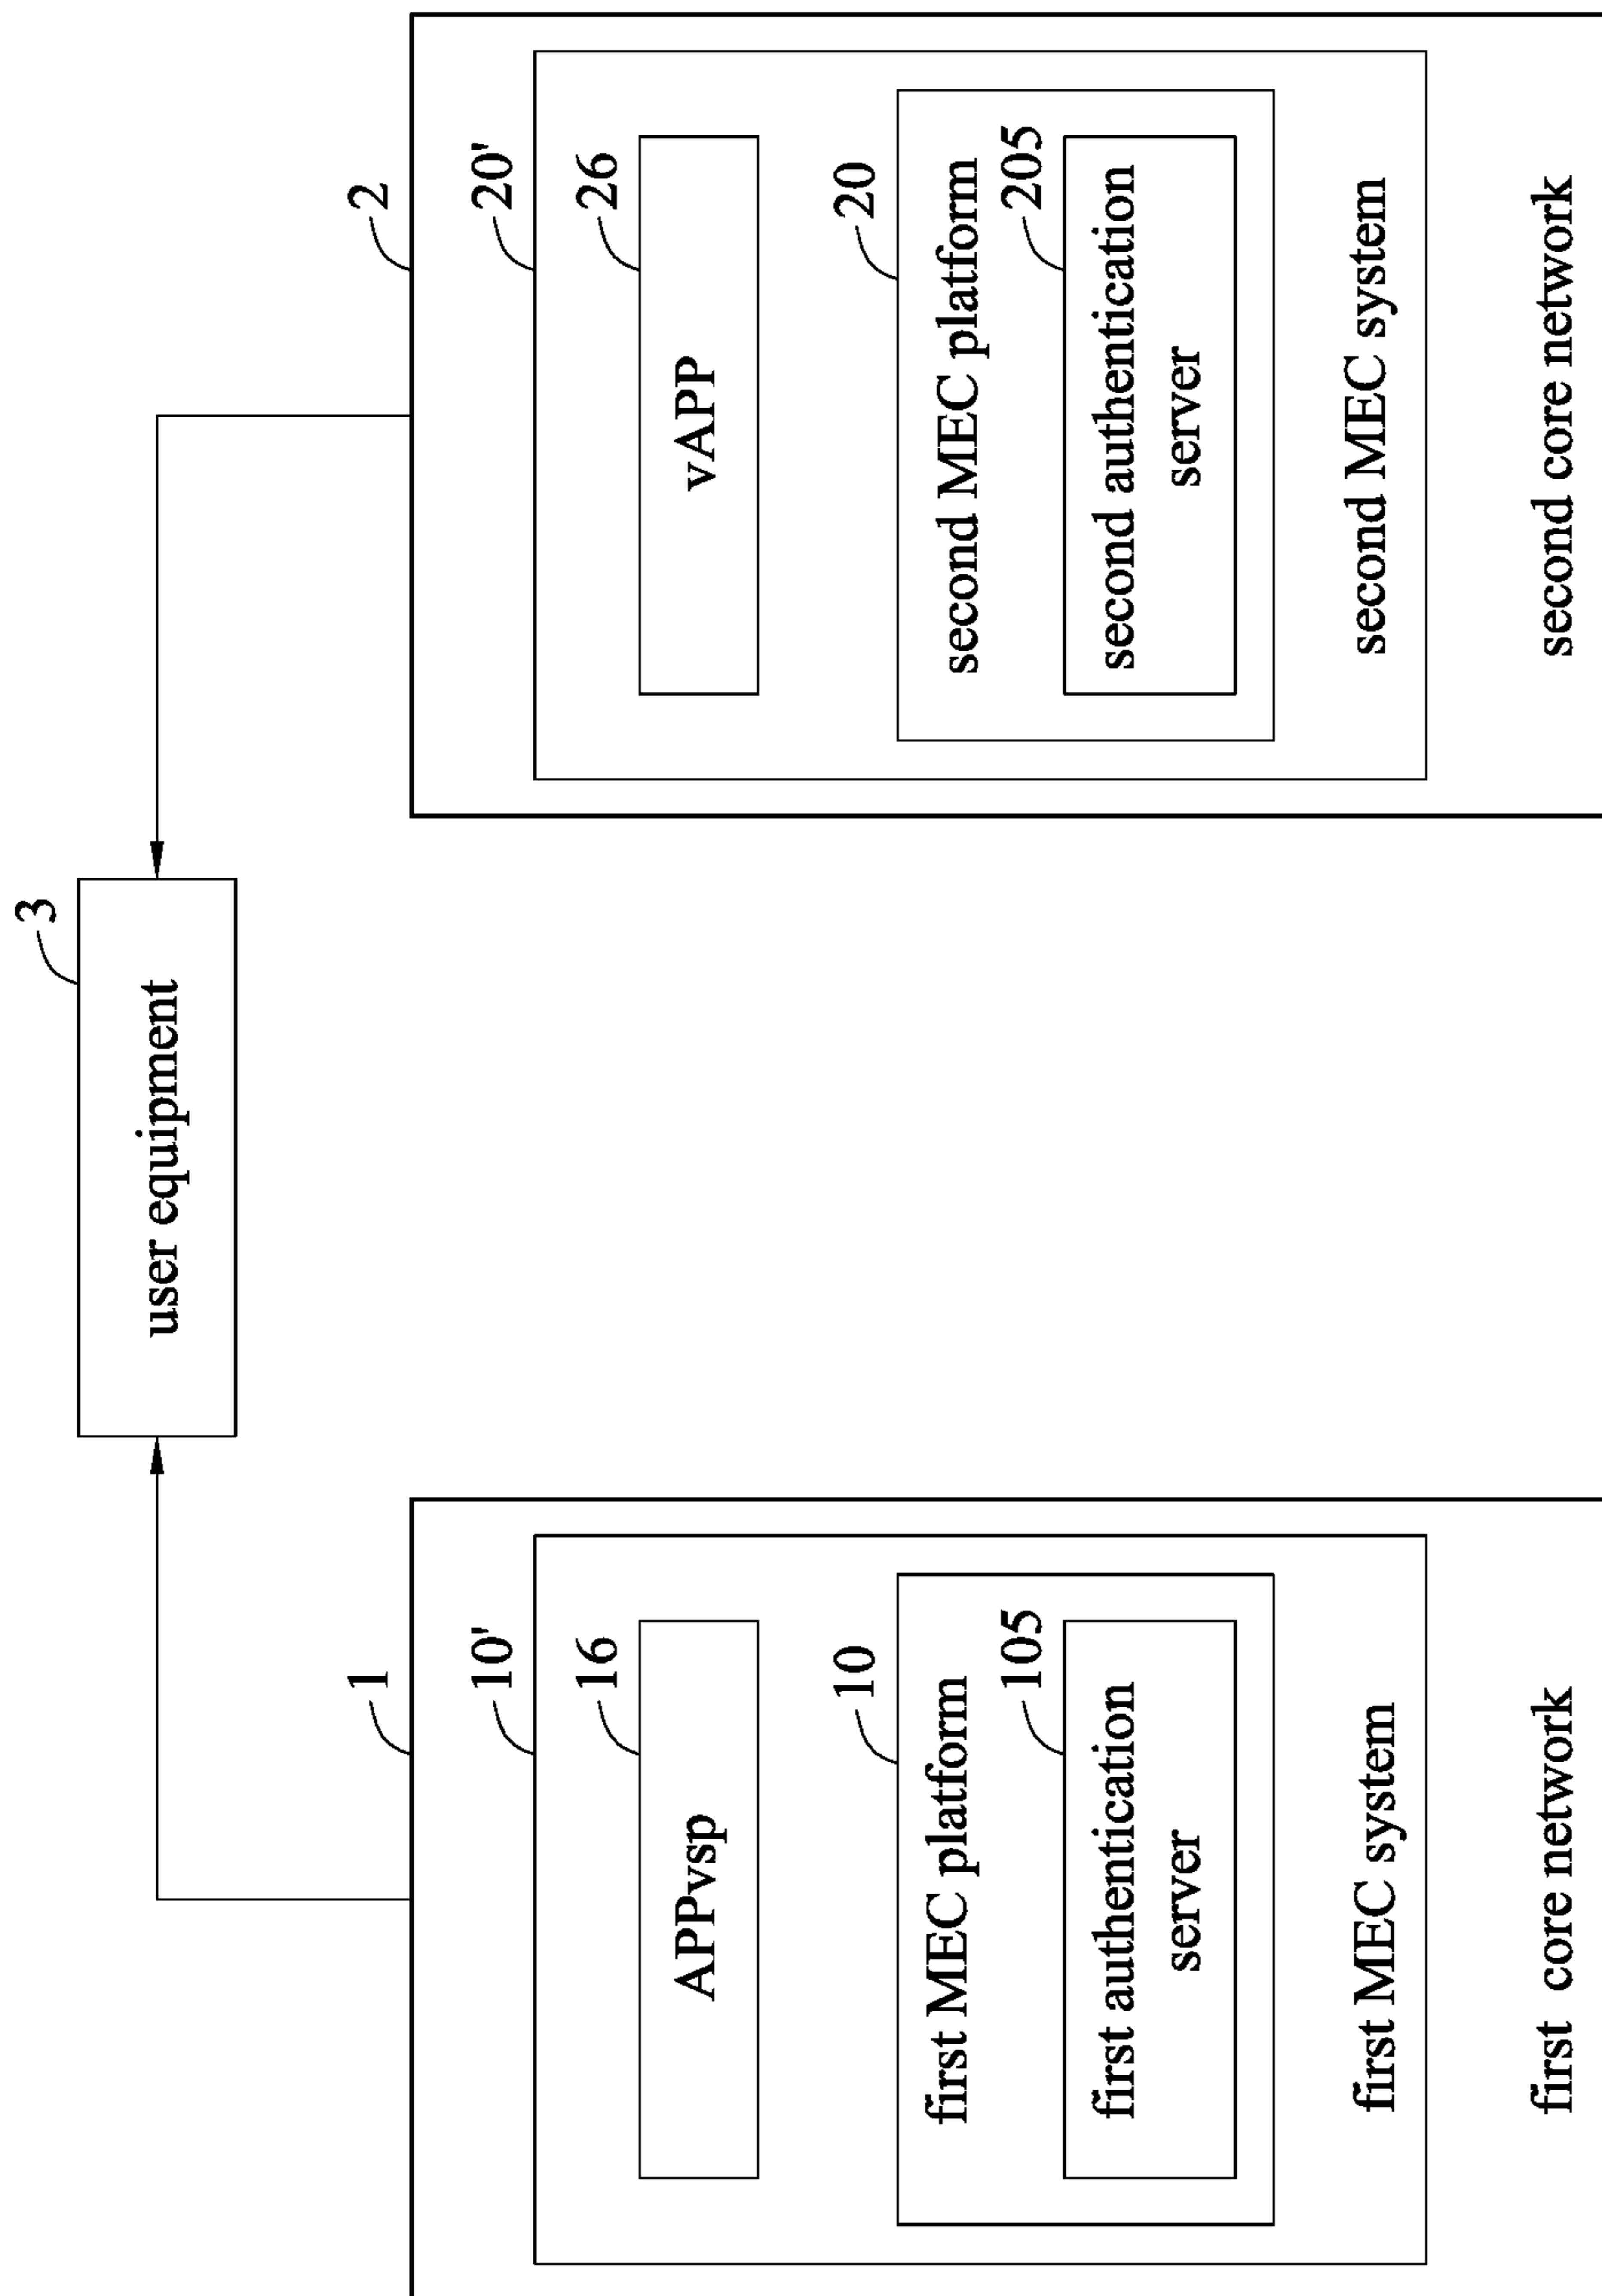 3
user equipment
1
10'
16
APPvsp
10
first MEC platform
105
first authentication
server
first MEC system
first core network
2
20'
26
vAPP
20
second MEC platform
205
second authentication
server
second MEC system
second core network